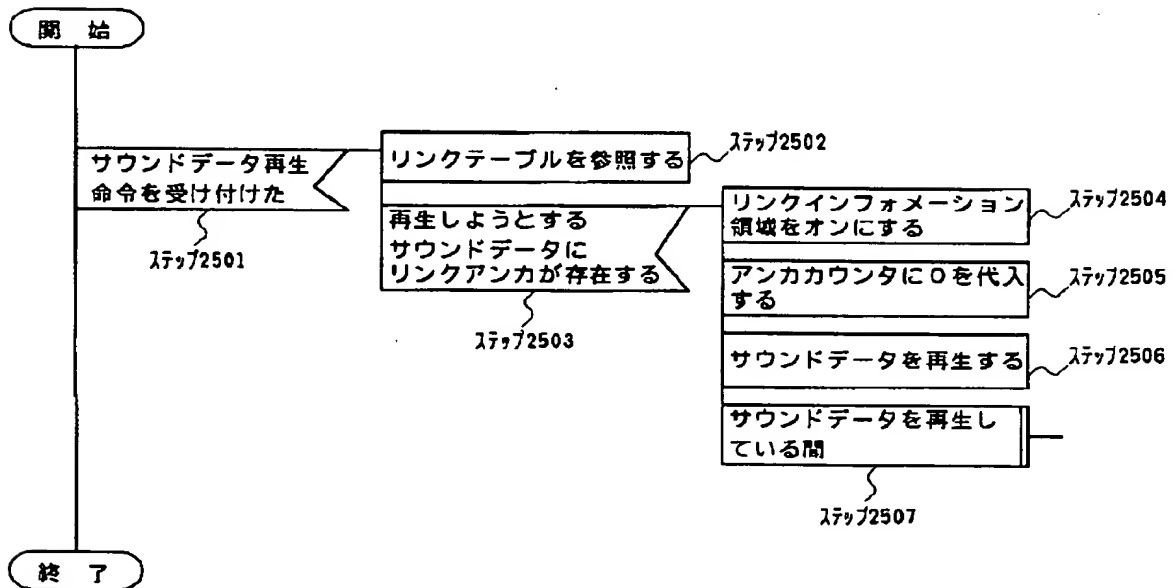 開 始
サウンドデータ再生
命令を受け付けた
ステップ2501
リンクテーブルを参照する
ステップ2502
再生しようとする
サウンドデータに
リンクアンカが存在する
ステップ2503
リンクインフォメーション
領域をオンにする
ステップ2504
アンカカウンタに0を代入
する
ステップ2505
サウンドデータを再生する
ステップ2506
サウンドデータを再生し
ている間
ステップ2507
終 了